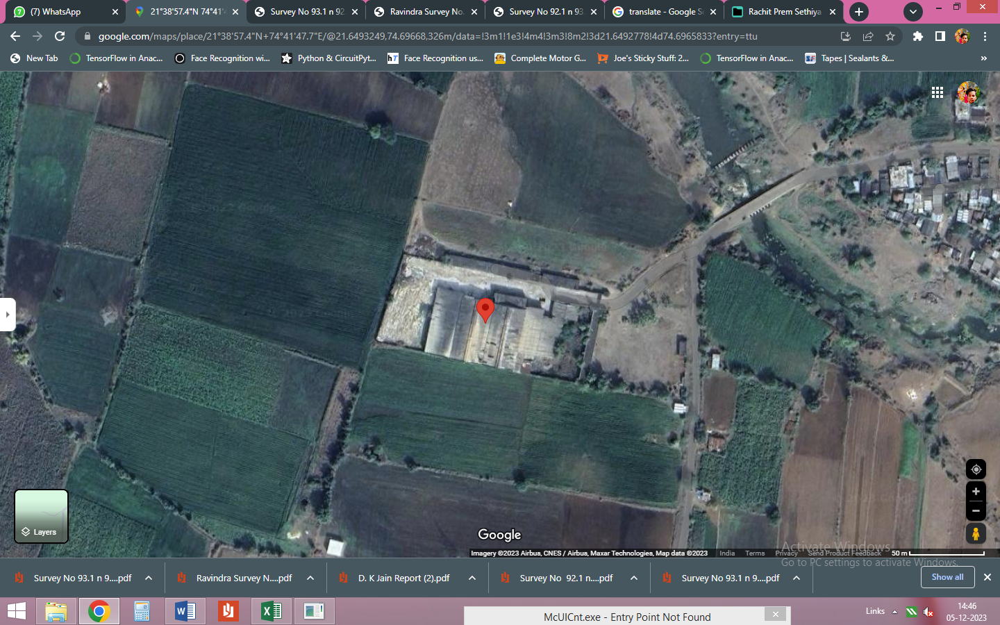 (7) WhatsApp
21°38'57.4"N 74°41'
Survey No 93.1 n 92
Ravindra Survey No.
Survey No 92.1 n 93
translate - Google S
Rachit Prem Sethiya
google.com/maps/place/21°38'57.4"N+74°41'47.7"E/@21.6493249,74.69668,326m/data=!3m1!1e3!4m4!3m3!8m2!3d21.6492778!4d74.6965833?entry=ttu
New Tab
TensorFlow in Anac...
Face Recognition wi...
Python & CircuitPyt...
hT
Face Recognition us...
Complete Motor G...
Joe's Sticky Stuff: 2...
TensorFlow in Anac...
Tapes | Sealants &...
Layers
Google
Imagery ©2023 Airbus, CNES / Airbus, Maxar Technologies, Map data ©2023
India
Terms
Privacy
Send Product Feedback
50 m
Activate Windows
Go to PC settings to activate Windows.
Survey No 93.1 n 9....pdf
Ravindra Survey N....pdf
D. K Jain Report (2).pdf
Survey No  92.1 n....pdf
Survey No 93.1 n 9....pdf
Show all
McUICnt.exe - Entry Point Not Found
Links
14:46
05-12-2023